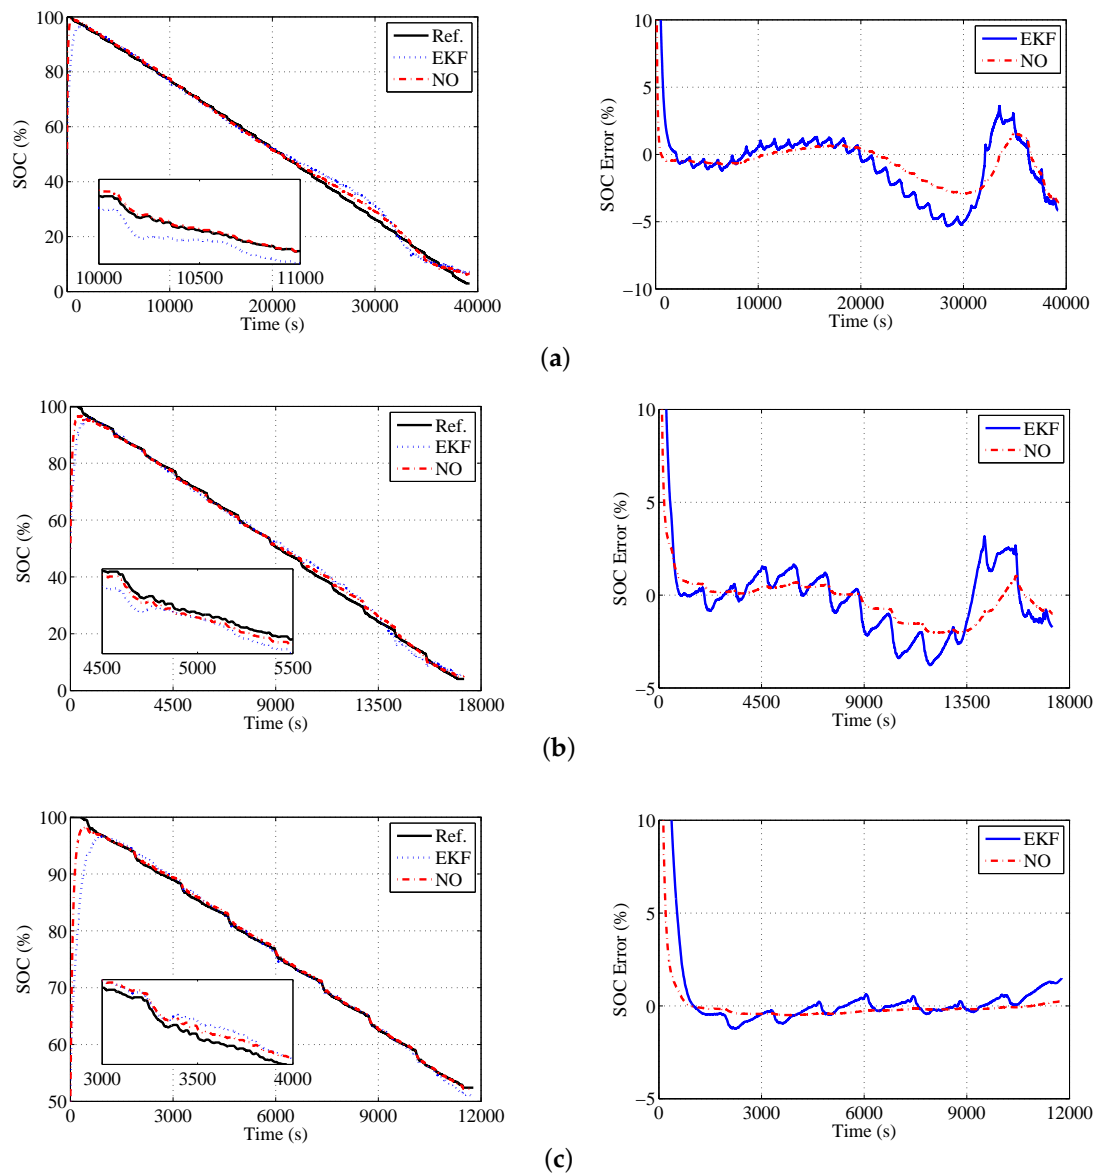 100
80
60
40
20
0
SOC (%)
Ref.
EKF
NO
10000
10500
11000
0
10000
20000
30000
40000
Time (s)
10
5
0
−5
−10
SOC Error (%)
EKF
NO
0
10000
20000
30000
40000
Time (s)
(a)
100
80
60
40
20
0
SOC (%)
Ref.
EKF
NO
4500
5000
5500
0
4500
9000
13500
18000
Time (s)
10
5
0
−5
SOC Error (%)
EKF
NO
0
4500
9000
13500
18000
Time (s)
(b)
100
90
80
70
60
50
SOC (%)
Ref.
EKF
NO
3000
3500
4000
0
3000
6000
9000
12000
Time (s)
10
5
0
−5
SOC Error (%)
EKF
NO
0
3000
6000
9000
12000
Time (s)
(c)